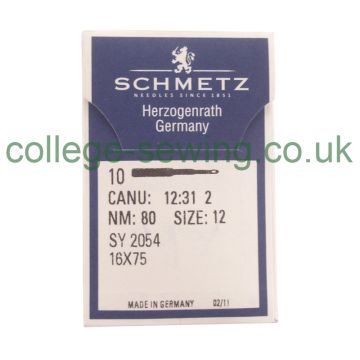 SCHMETZ
NEEDLES SINCE 1851
Herzogenrath
Germany
college-sewing.co.uk
10
CANU: 12:31 2
NM: 80 SIZE: 12
SY 2054
16X75
MADE IN GERMANY 02/11